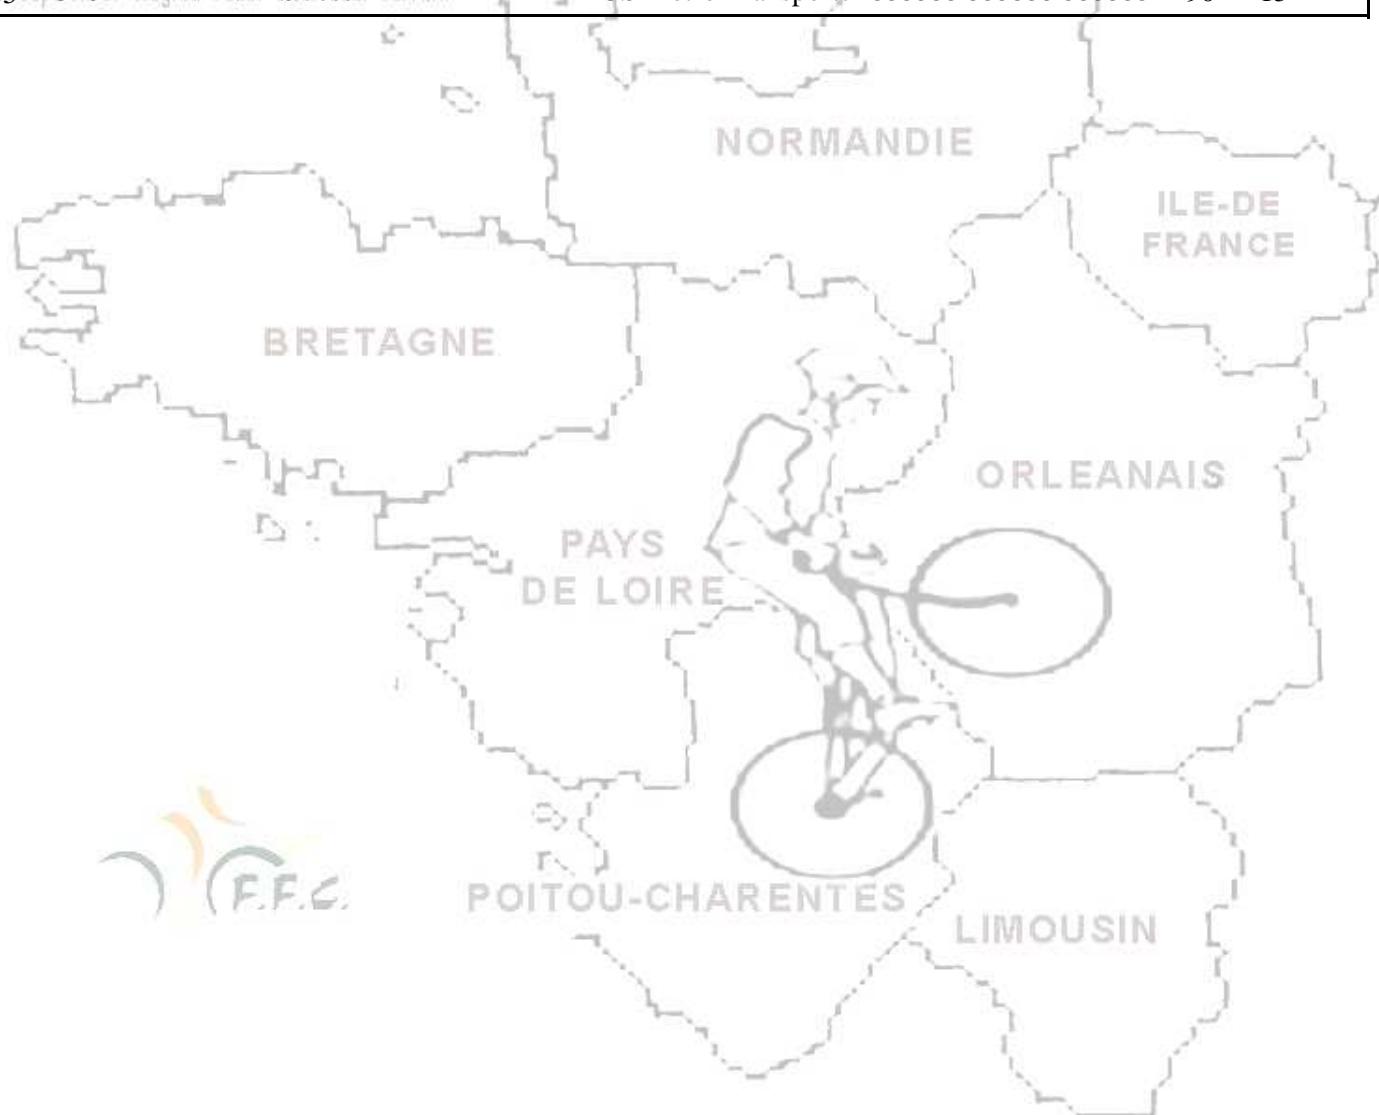 NORMANDIE
ILE-DE
FRANCE
BRETAGNE
ORLEANAIS
PAYS
DE LOIRE
F.F.C.
POITOU-CHARENTES
LIMOUSIN